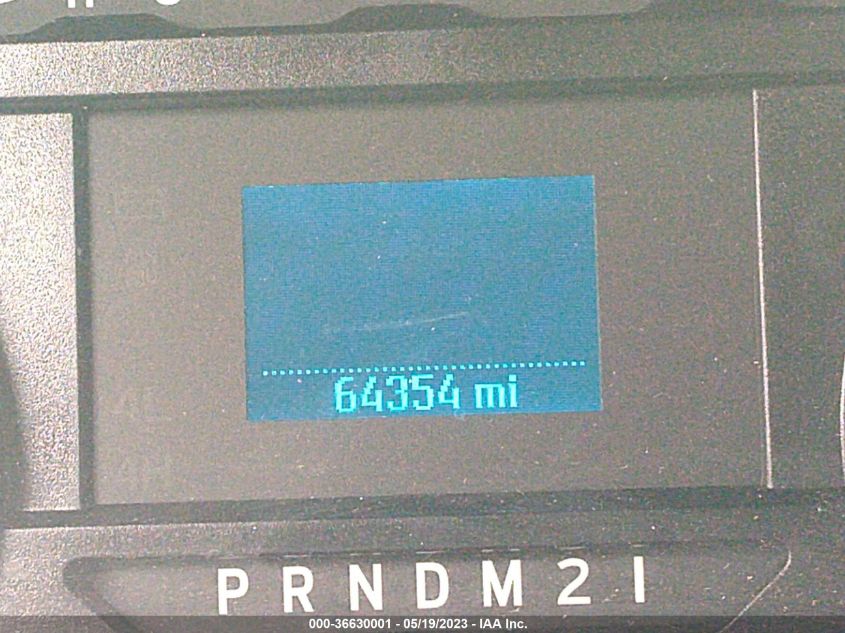 64354 mi
P R N D M 2 1
000-36630001 - 05/19/2023 - IAA Inc.